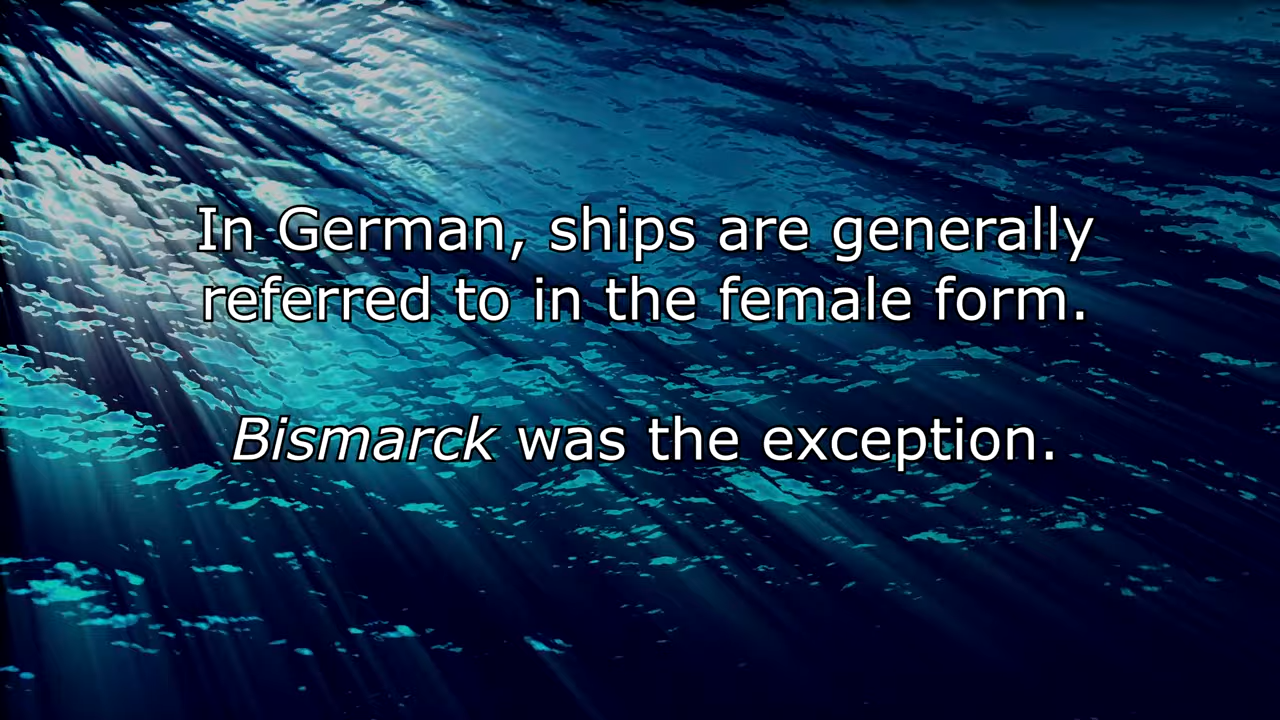 In German, ships are generally
referred to in the female form.
Bismarck was the exception.